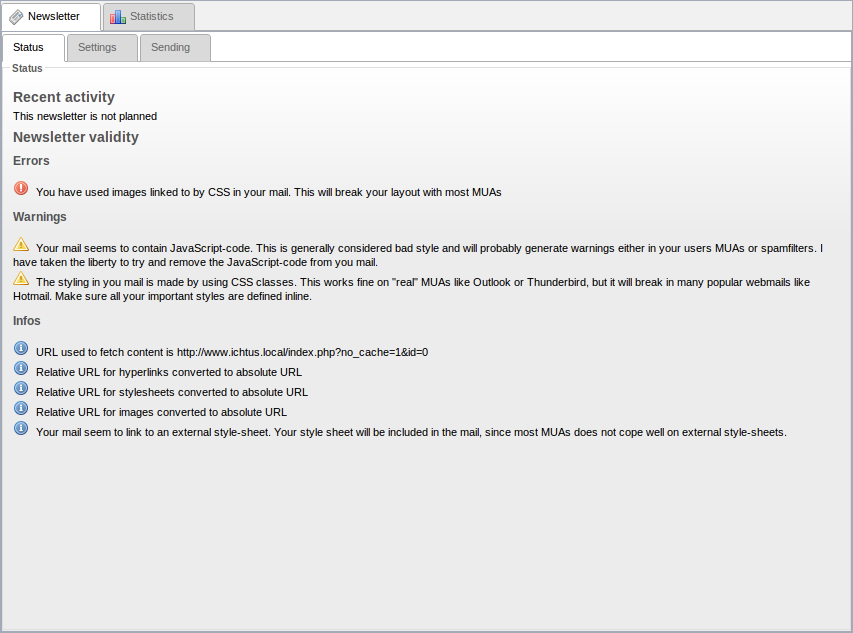 Newsletter
Statistics
Status
Settings
Sending
Status
Recent activity
This newsletter is not planned
Newsletter validity
Errors
You have used images linked to by CSS in your mail. This will break your layout with most MUAs
Warnings
Your mail seems to contain JavaScript-code. This is generally considered bad style and will probably generate warnings either in your users MUAs or spamfilters. I
have taken the liberty to try and remove the JavaScript-code from you mail.
The styling in you mail is made by using CSS classes. This works fine on "real" MUAs like Outlook or Thunderbird, but it will break in many popular webmails like
Hotmail. Make sure all your important styles are defined inline.
Infos
URL used to fetch content is http://www.ichtus.local/index.php?no_cache=1&id=0
Relative URL for hyperlinks converted to absolute URL
Relative URL for stylesheets converted to absolute URL
Relative URL for images converted to absolute URL
Your mail seem to link to an external style-sheet. Your style sheet will be included in the mail, since most MUAs does not cope well on external style-sheets.